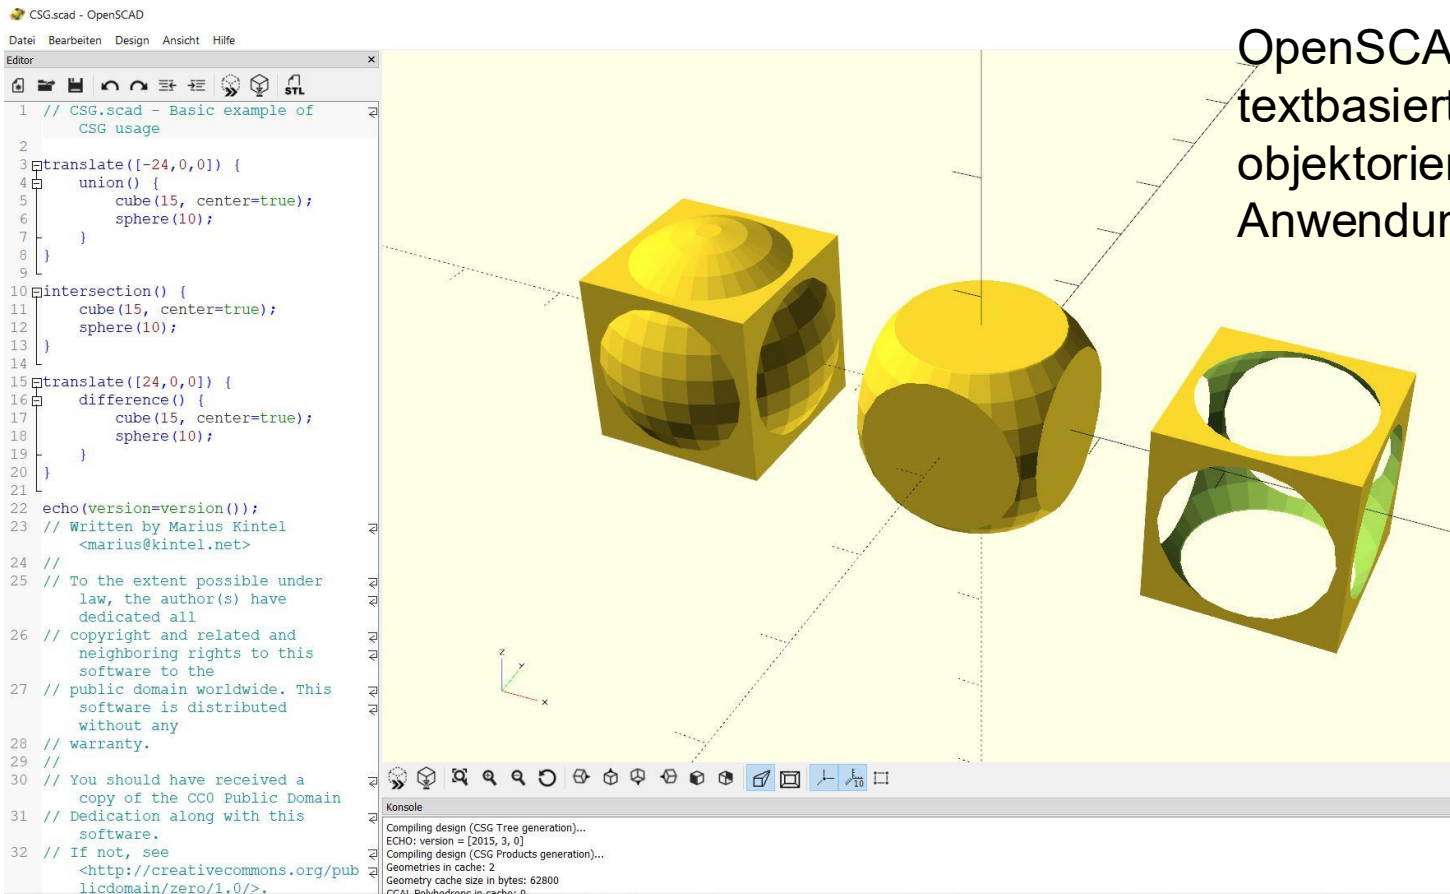 CSG.scad - OpenSCAD
Datei Bearbeiten Design Ansicht Hilfe
Editor
STL
1 // CSG.scad - Basic example of
CSG usage
2
3 translate([-24,0,0]) {
4 union() {
5 cube(15, center=true);
6 sphere(10);
7 }
8 }
9
10 intersection() {
11 cube(15, center=true);
12 sphere(10);
13 }
14
15 translate([24,0,0]) {
16 difference() {
17 cube(15, center=true);
18 sphere(10);
19 }
20 }
21
22 echo(version=version());
23 // Written by Marius Kintel
<marius@kintel.net>
24 //
25 // To the extent possible under
law, the author(s) have
dedicated all
26 // copyright and related and
neighboring rights to this
software to the
27 // public domain worldwide. This
software is distributed
without any
28 // warranty.
29 //
30 // You should have received a
copy of the CC0 Public Domain
31 // Dedication along with this
software.
32 // If not, see
<http://creativecommons.org/pub
licdomain/zero/1.0/>.
OpenSCA
textbasiert
objektorie
Anwendu
z
y
x
10
Konsole
Compiling design (CSG Tree generation)...
ECHO: version = [2015, 3, 0]
Compiling design (CSG Products generation)...
Geometries in cache: 2
Geometry cache size in bytes: 62800
CGAL Polyhedrons in cache: 0